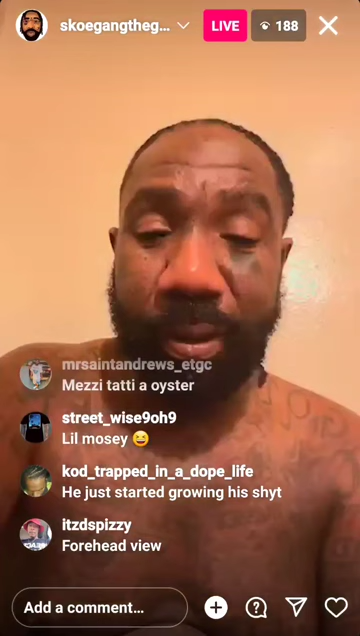 skoegangtheg...
LIVE
188
mrsaintandrews_etgc
Mezzi tatti a oyster
street_wise9oh9
Lil mosey 😆
kod_trapped_in_a_dope_life
He just started growing his shyt
itzdspizzy
Forehead view
Add a comment...